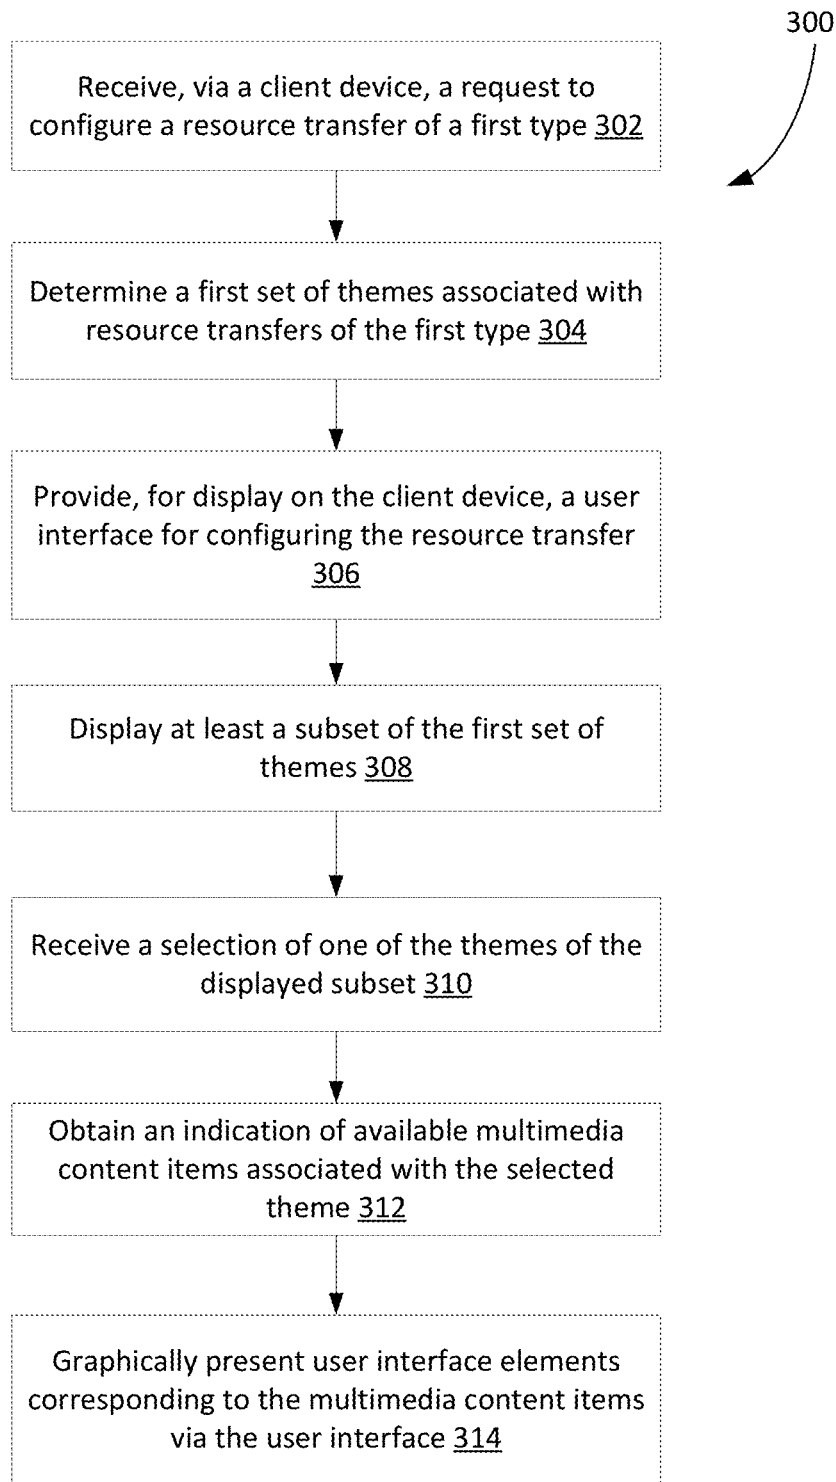 300
Receive, via a client device, a request to
configure a resource transfer of a first type 302
Determine a first set of themes associated with
resource transfers of the first type 304
Provide, for display on the client device, a user
interface for configuring the resource transfer
306
Display at least a subset of the first set of
themes 308
Receive a selection of one of the themes of the
displayed subset 310
Obtain an indication of available multimedia
content items associated with the selected
theme 312
Graphically present user interface elements
corresponding to the multimedia content items
via the user interface 314